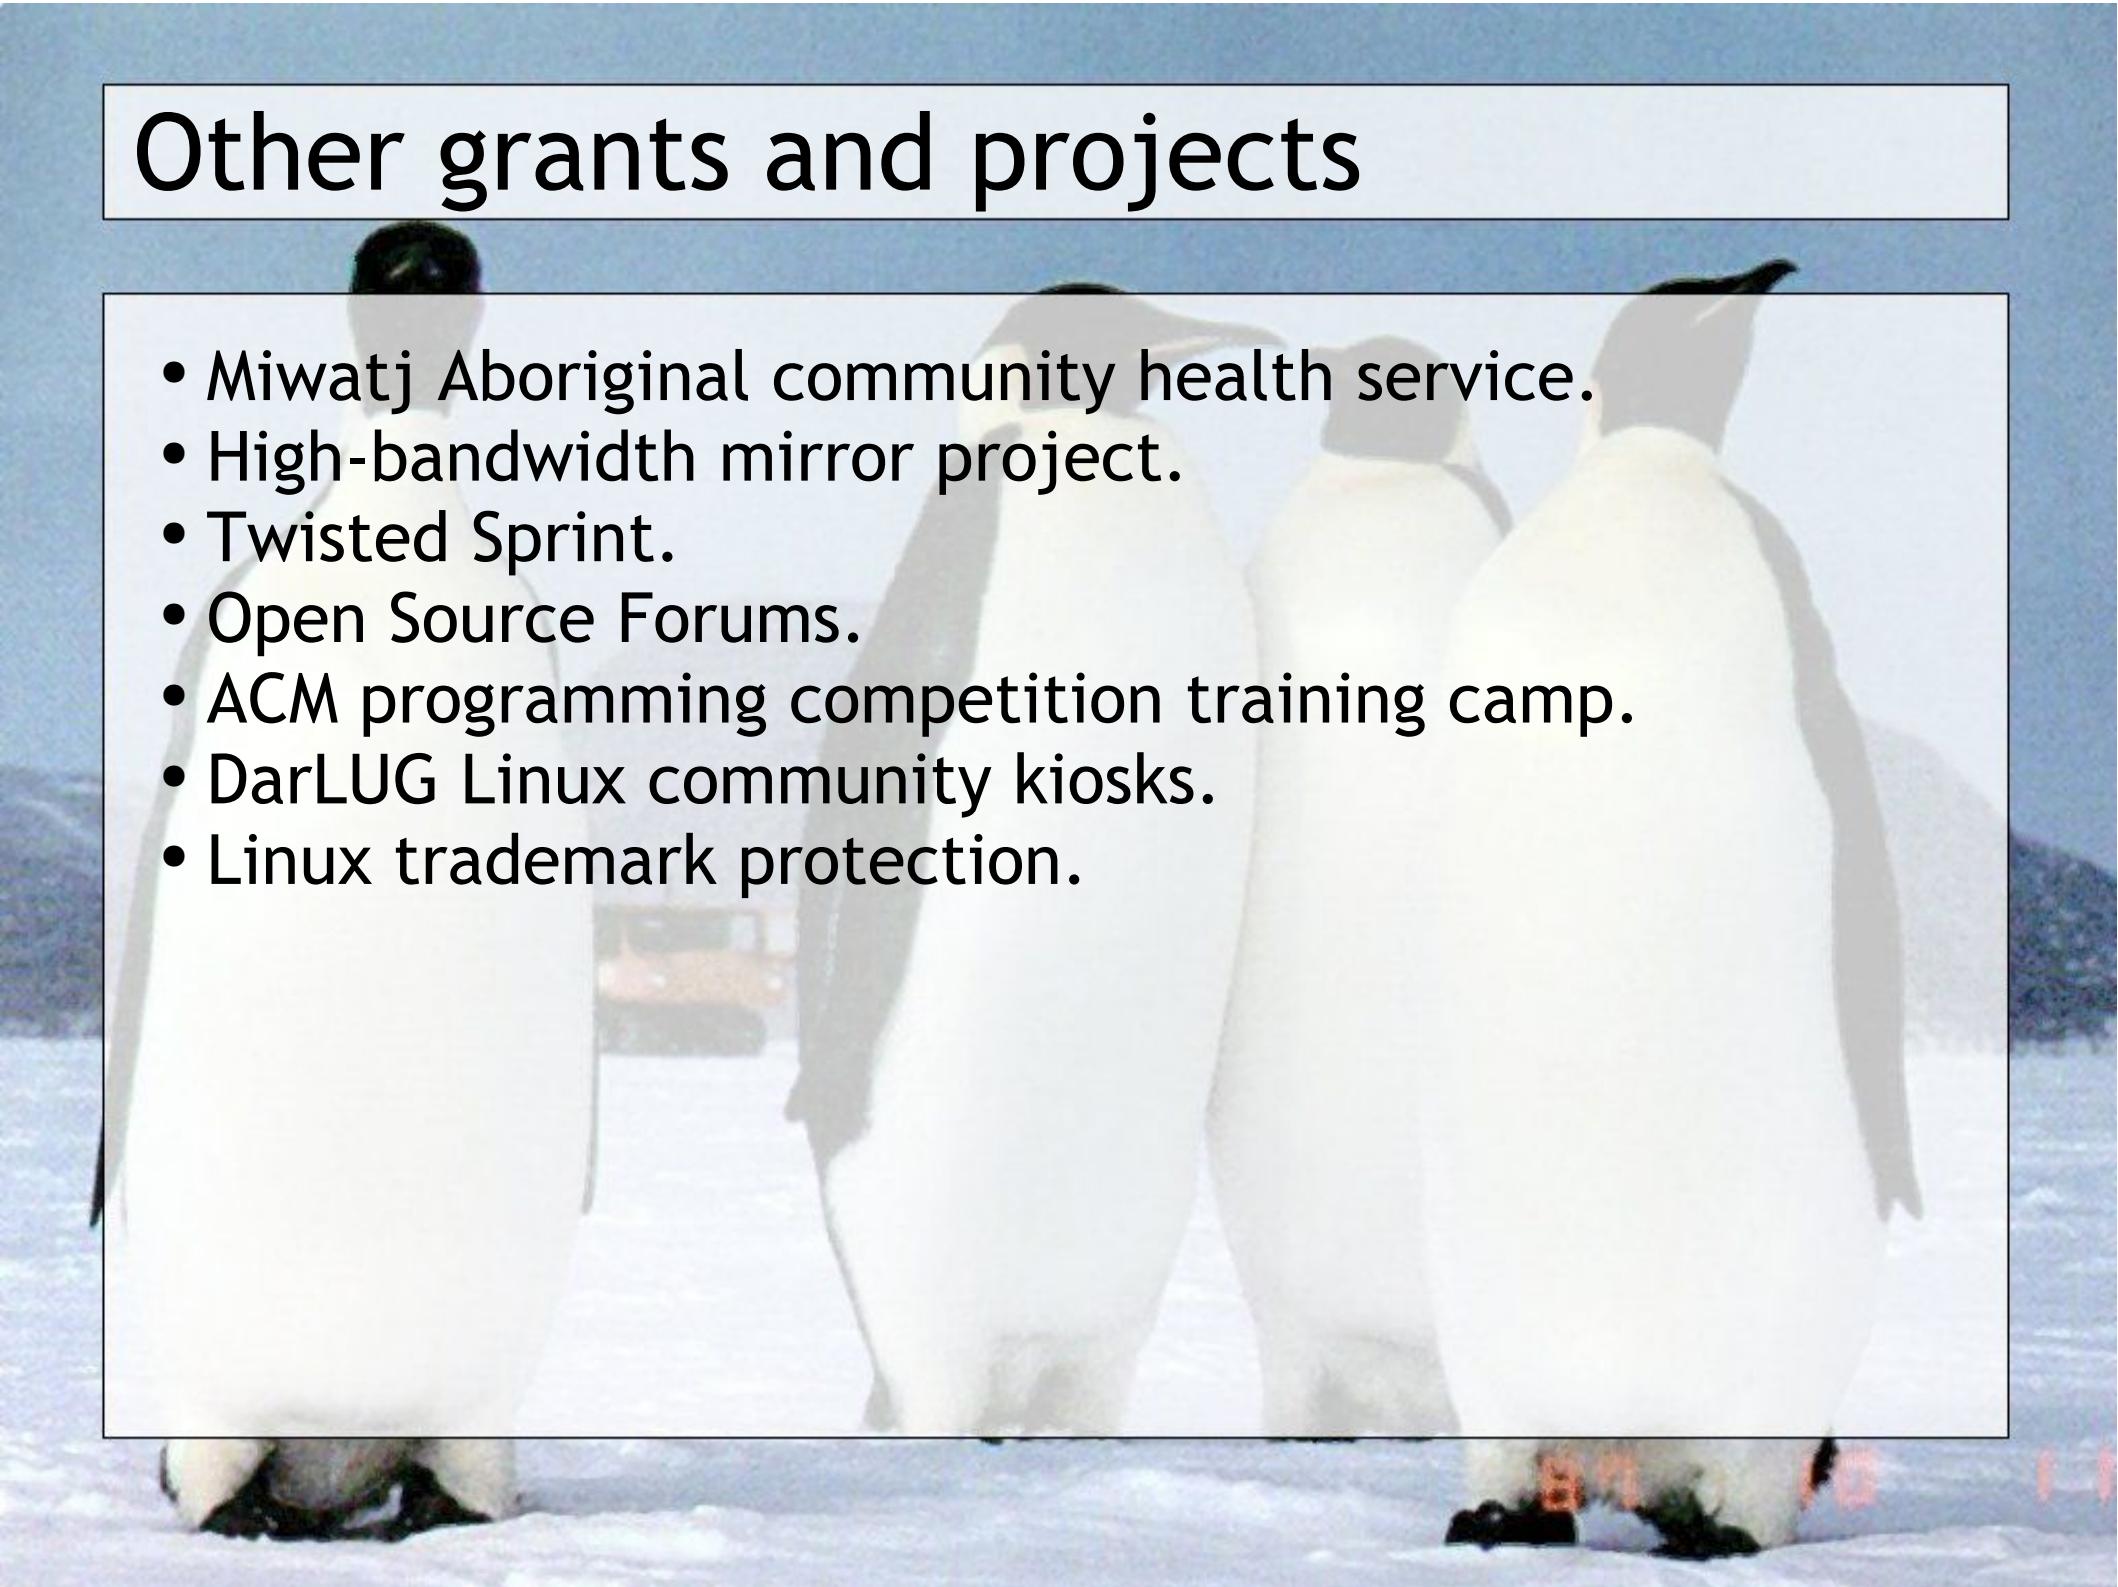 Other grants and projects
• Miwatj Aboriginal community health service.
• High-bandwidth mirror project.
• Twisted Sprint.
• Open Source Forums.
• ACM programming competition training camp.
• DarLUG Linux community kiosks.
• Linux trademark protection.